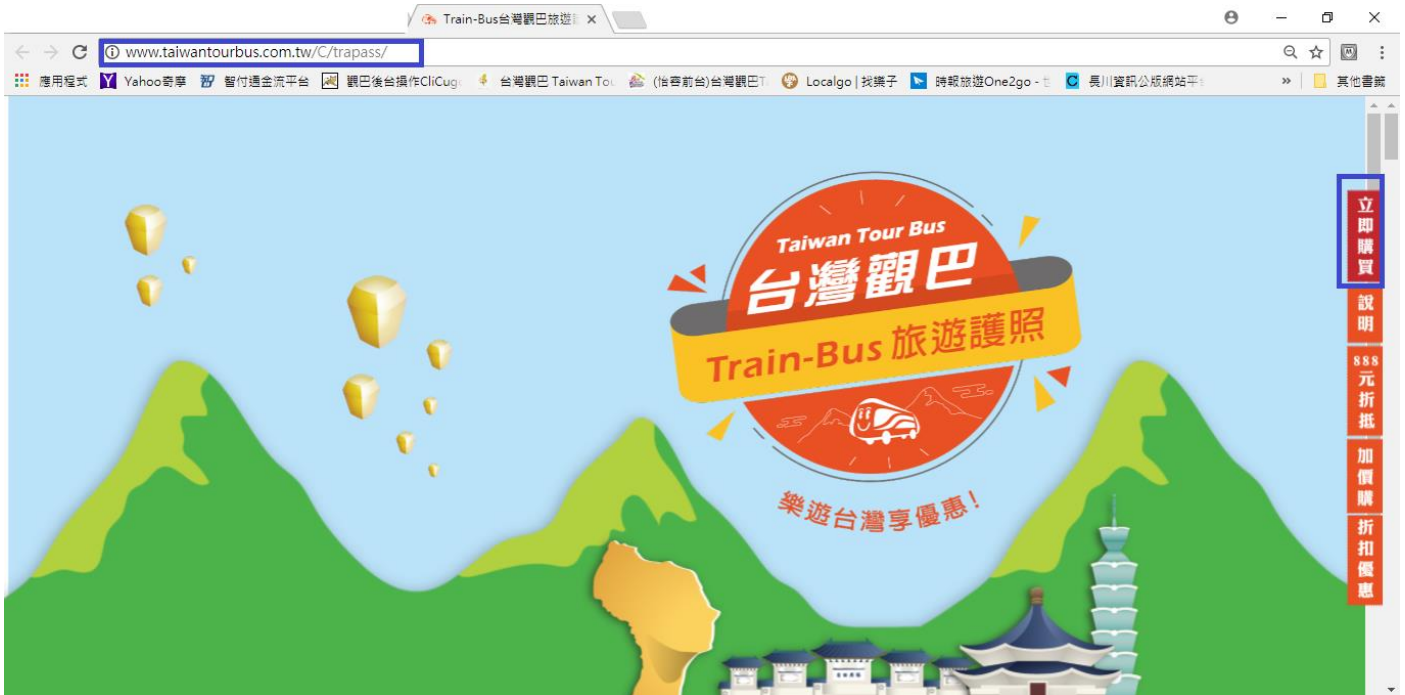 Train-Bus台灣觀巴旅遊
www.taiwantourbus.com.tw/C/trapass/
應用程式 Yahoo奇摩 智付通金流平台 觀巴後台操作CliCug 台灣觀巴 Taiwan Tou (怡蓉前台)台灣觀巴T Localgo | 找樂子 時報旅遊One2go - 長川資訊公版網站平 » 其他書籤
Taiwan Tour Bus
台灣觀巴
Train-Bus 旅遊護照
樂遊台灣享優惠!
立即購買
說明
888元折抵
加價購
折扣優惠